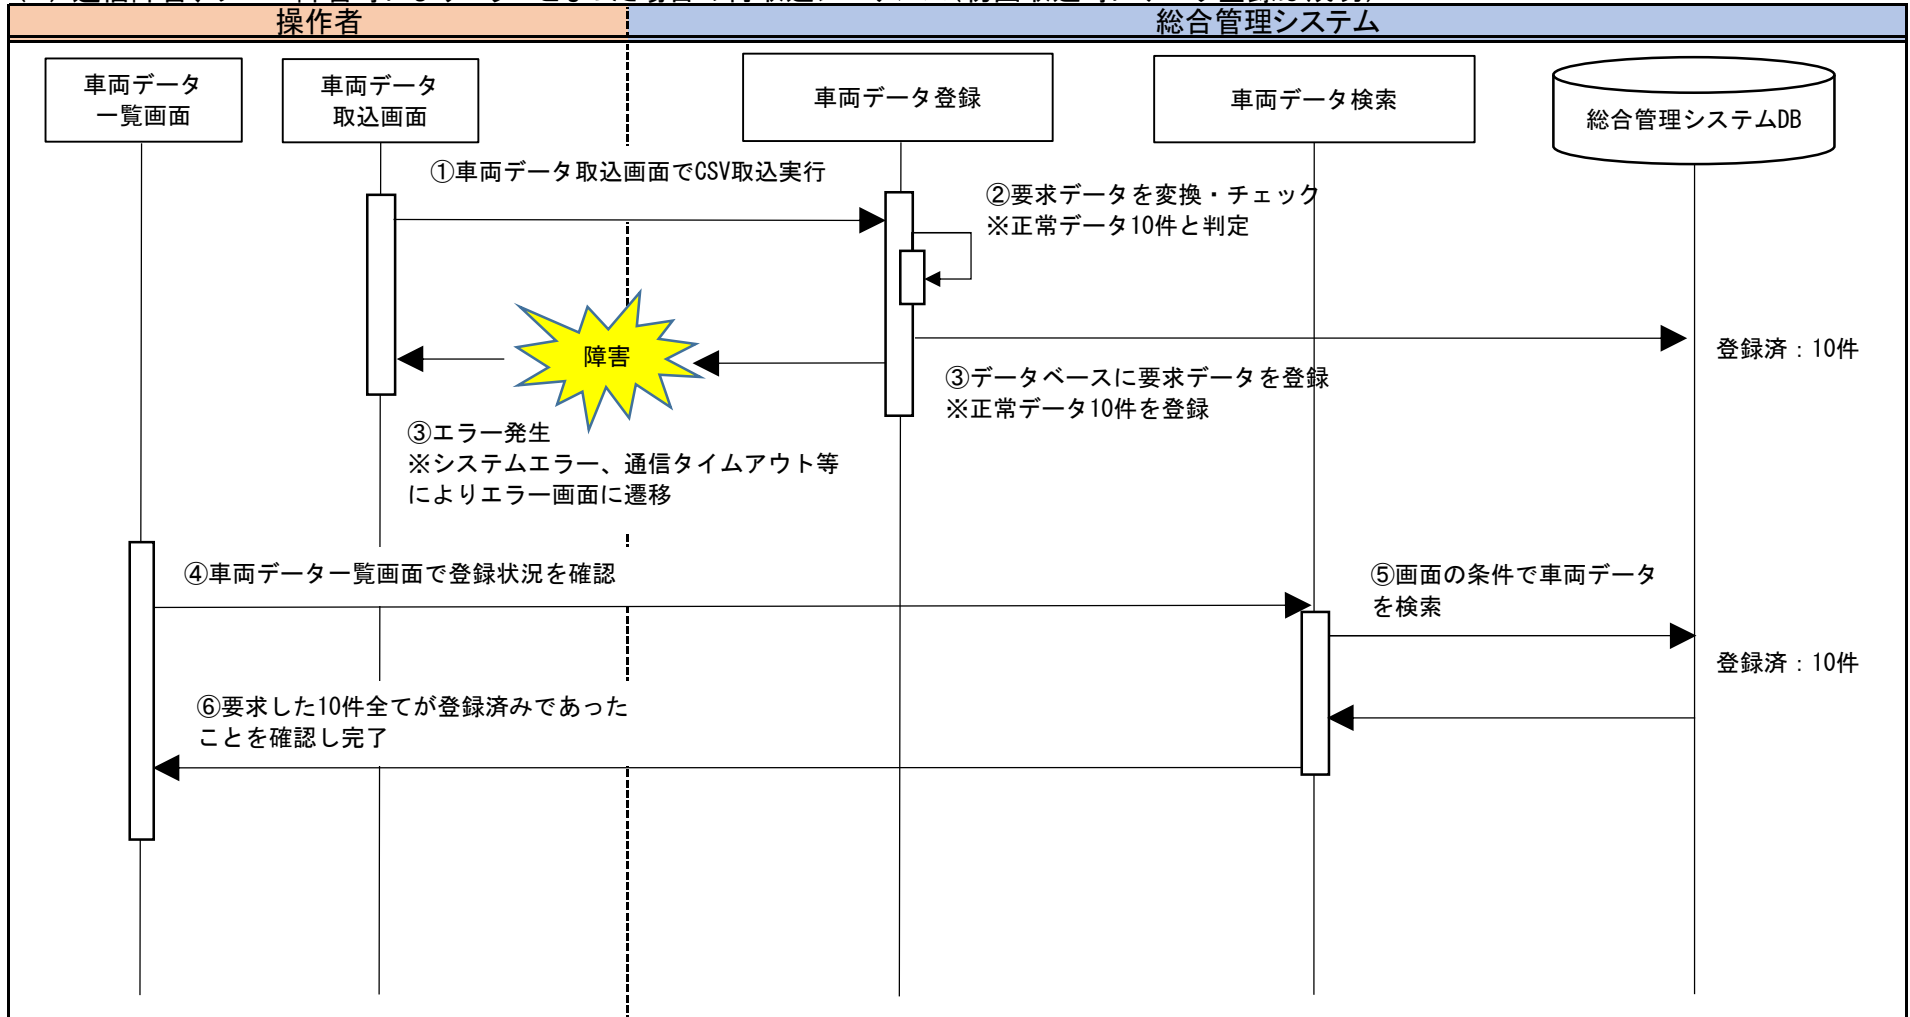 操作者
総合管理システム
車両データ
一覧画面
車両データ
取込画面
車両データ登録
車両データ検索
総合管理システムDB
①車両データ取込画面でCSV取込実行
②要求データを変換・チェック
※正常データ10件と判定
障害
登録済：10件
③データベースに要求データを登録
※正常データ10件を登録
③エラー発生
※システムエラー、通信タイムアウト等
によりエラー画面に遷移
④車両データ一覧画面で登録状況を確認
⑤画面の条件で車両データ
を検索
登録済：10件
⑥要求した10件全てが登録済みであった
ことを確認し完了